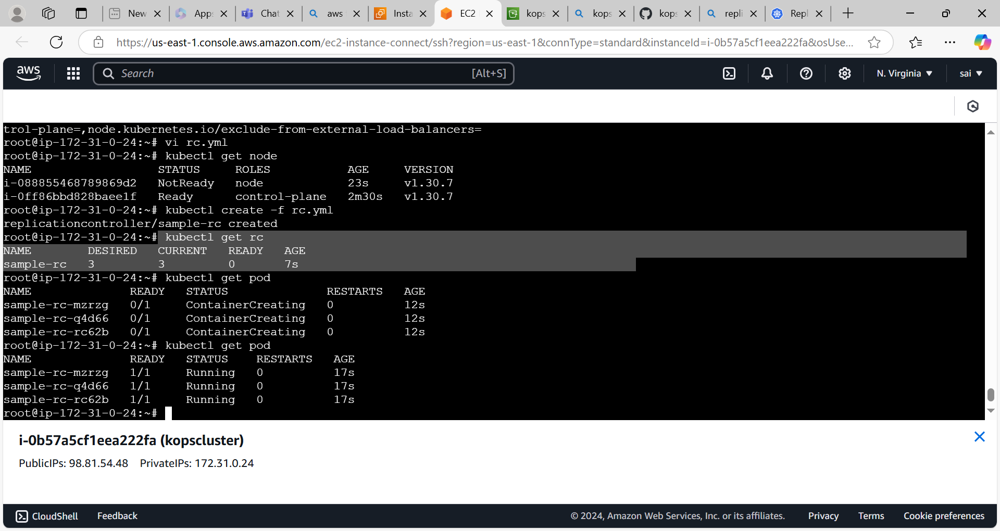 New
Apps
Chat
aws
Insta
EC2
kops
kops
kops
repli
Repl
https://us-east-1.console.aws.amazon.com/ec2-instance-connect/ssh?region=us-east-1&connType=standard&instanceId=i-0b57a5cf1eea222fa&osUse...
aws
Search
[Alt+S]
N. Virginia
sai
trol-plane=,node.kubernetes.io/exclude-from-external-load-balancers=
root@ip-172-31-0-24:~# vi rc.yml
root@ip-172-31-0-24:~# kubectl get node
NAME STATUS ROLES AGE VERSION
i-088855468789869d2 NotReady node 23s v1.30.7
i-0ff86bbd828baee1f Ready control-plane 2m30s v1.30.7
root@ip-172-31-0-24:~# kubectl create -f rc.yml
replicationcontroller/sample-rc created
root@ip-172-31-0-24:~# kubectl get rc
NAME DESIRED CURRENT READY AGE
sample-rc 3 3 0 7s
root@ip-172-31-0-24:~# kubectl get pod
NAME READY STATUS RESTARTS AGE
sample-rc-mzrzg 0/1 ContainerCreating 0 12s
sample-rc-q4d66 0/1 ContainerCreating 0 12s
sample-rc-rc62b 0/1 ContainerCreating 0 12s
root@ip-172-31-0-24:~# kubectl get pod
NAME READY STATUS RESTARTS AGE
sample-rc-mzrzg 1/1 Running 0 17s
sample-rc-q4d66 1/1 Running 0 17s
sample-rc-rc62b 1/1 Running 0 17s
root@ip-172-31-0-24:~#
i-0b57a5cf1eea222fa (kopscluster)
PublicIPs: 98.81.54.48 PrivateIPs: 172.31.0.24
CloudShell
Feedback
© 2024, Amazon Web Services, Inc. or its affiliates.
Privacy
Terms
Cookie preferences